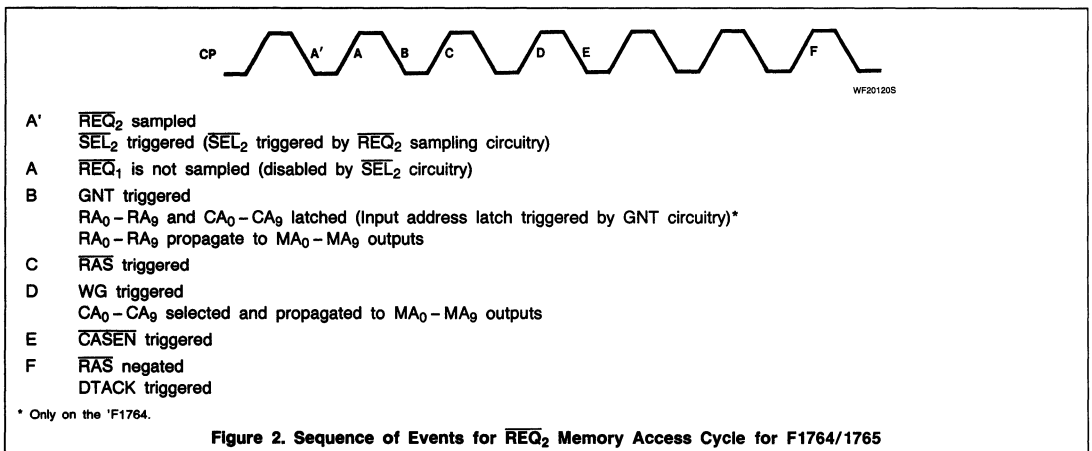 CP A' A B C D E F
WF20120S
A' REQ₂ sampled
SEL₂ triggered (SEL₂ triggered by REQ₂ sampling circuitry)
A REQ₁ is not sampled (disabled by SEL₂ circuitry)
B GNT triggered
RA₀ – RA₉ and CA₀ – CA₉ latched (Input address latch triggered by GNT circuitry)*
RA₀ – RA₉ propagate to MA₀ – MA₉ outputs
C RAS triggered
D WG triggered
CA₀ – CA₉ selected and propagated to MA₀ – MA₉ outputs
E CASEN triggered
F RAS negated
DTACK triggered
* Only on the 'F1764.
Figure 2. Sequence of Events for REQ₂ Memory Access Cycle for F1764/1765